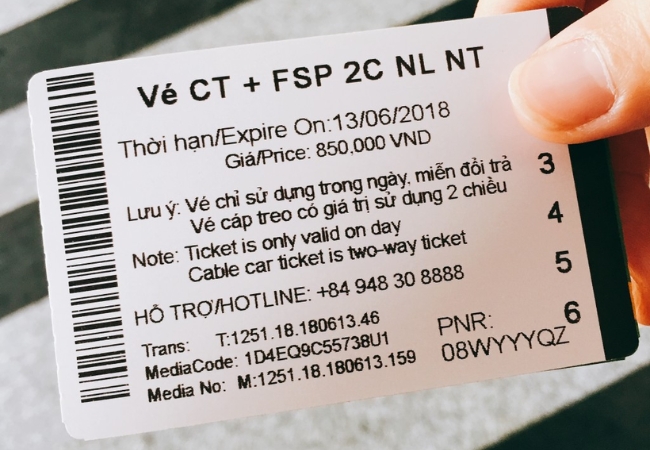 Vé CT + FSP 2C NL NT
Thời hạn/Expire On:13/06/2018
Giá/Price: 850,000 VND
Lưu ý: Vé chỉ sử dụng trong ngày, miễn đổi trả
Vé cáp treo có giá trị sử dụng 2 chiều
Note: Ticket is only valid on day
Cable car ticket is two-way ticket
HỖ TRỢ/HOTLINE: +84 948 30 8888
Trans: T:1251.18.180613.46
MediaCode: 1D4EQ9C55738U1
Media No: M:1251.18.180613.159
PNR:
08WYYYQZ
3
4
5
6